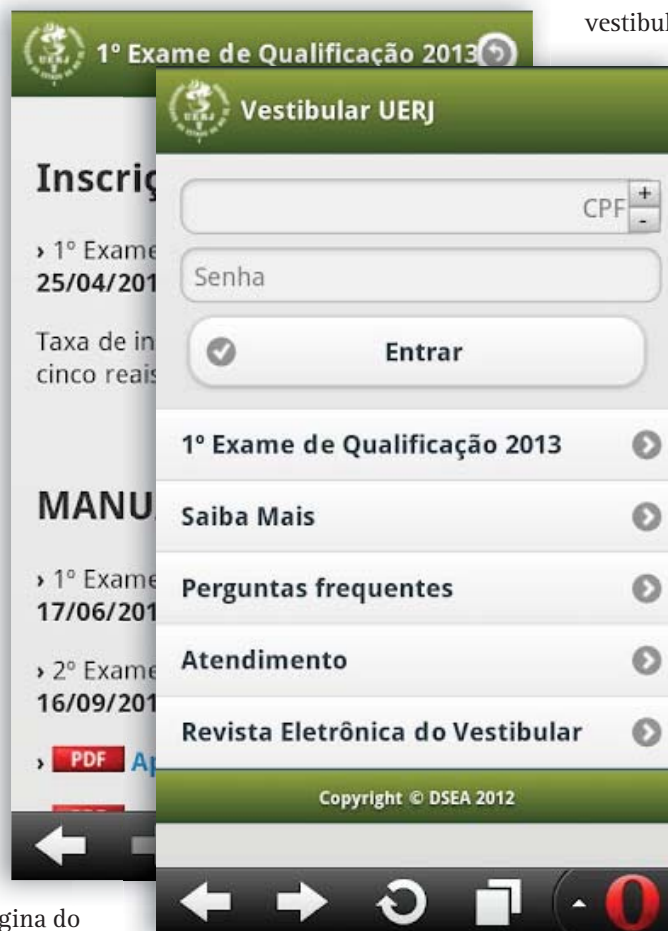 vestibul
1º Exame de Qualificação 2013
Inscriç
› 1º Exame
25/04/201
Taxa de in
cinco reais
MANU
› 1º Exame
17/06/201
› 2º Exame
16/09/201
› PDF Ap
UERJ
Vestibular UERJ
CPF + -
Senha
Entrar
1º Exame de Qualificação 2013
Saiba Mais
Perguntas frequentes
Atendimento
Revista Eletrônica do Vestibular
Copyright © DSEA 2012
gina do